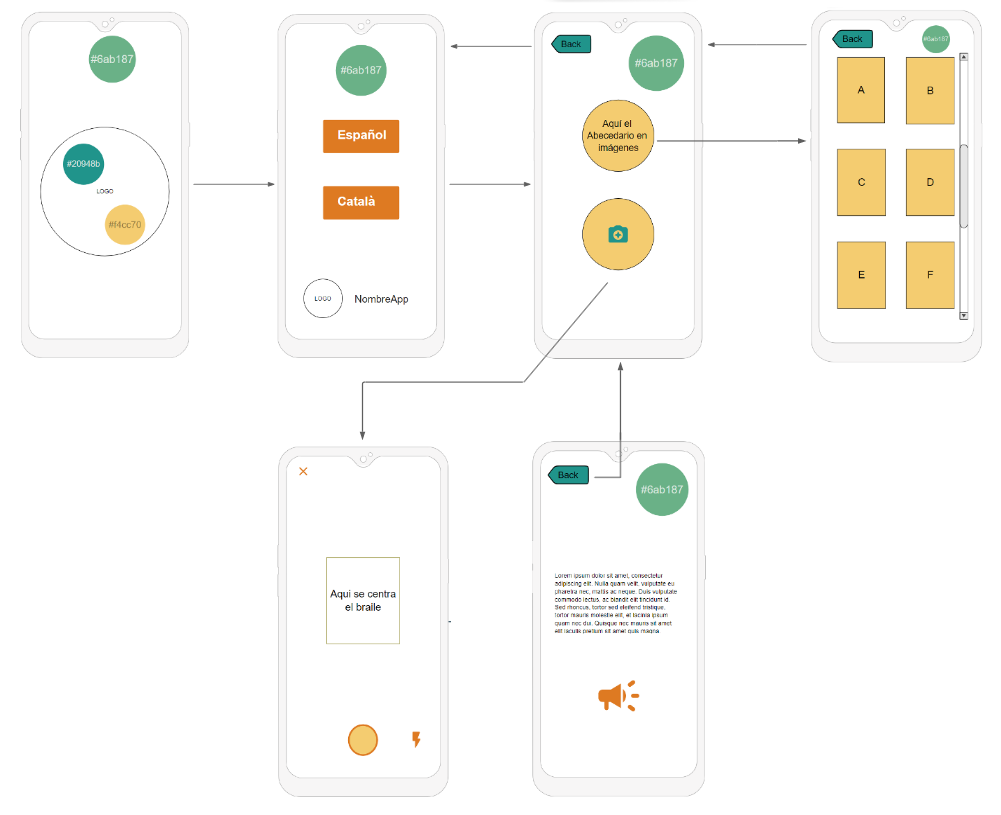 #6ab187
#20948b
LOGO
#f4cc70
#6ab187
Español
Català
LOGO
NombreApp
Back
#6ab187
Aquí el
Abecedario en
imágenes
Back
#6ab187
A
B
C
D
E
F
Aqui se centra
el braile
Back
#6ab187
Lorem ipsum dolor sit amet, consectetur
adipiscing elit. Nulla quam velit, vulputate eu
pharetra nec, mattis ac neque. Duis vulputate
commodo lectus, ac blandit elit tincidunt id.
Sed rhoncus, tortor sed eleifend tristique,
tortor mauris molestie elit, et lacinia ipsum
quam nec dui. Quisque nec mauris sit amet
elit iaculis pretium sit amet quis magna.